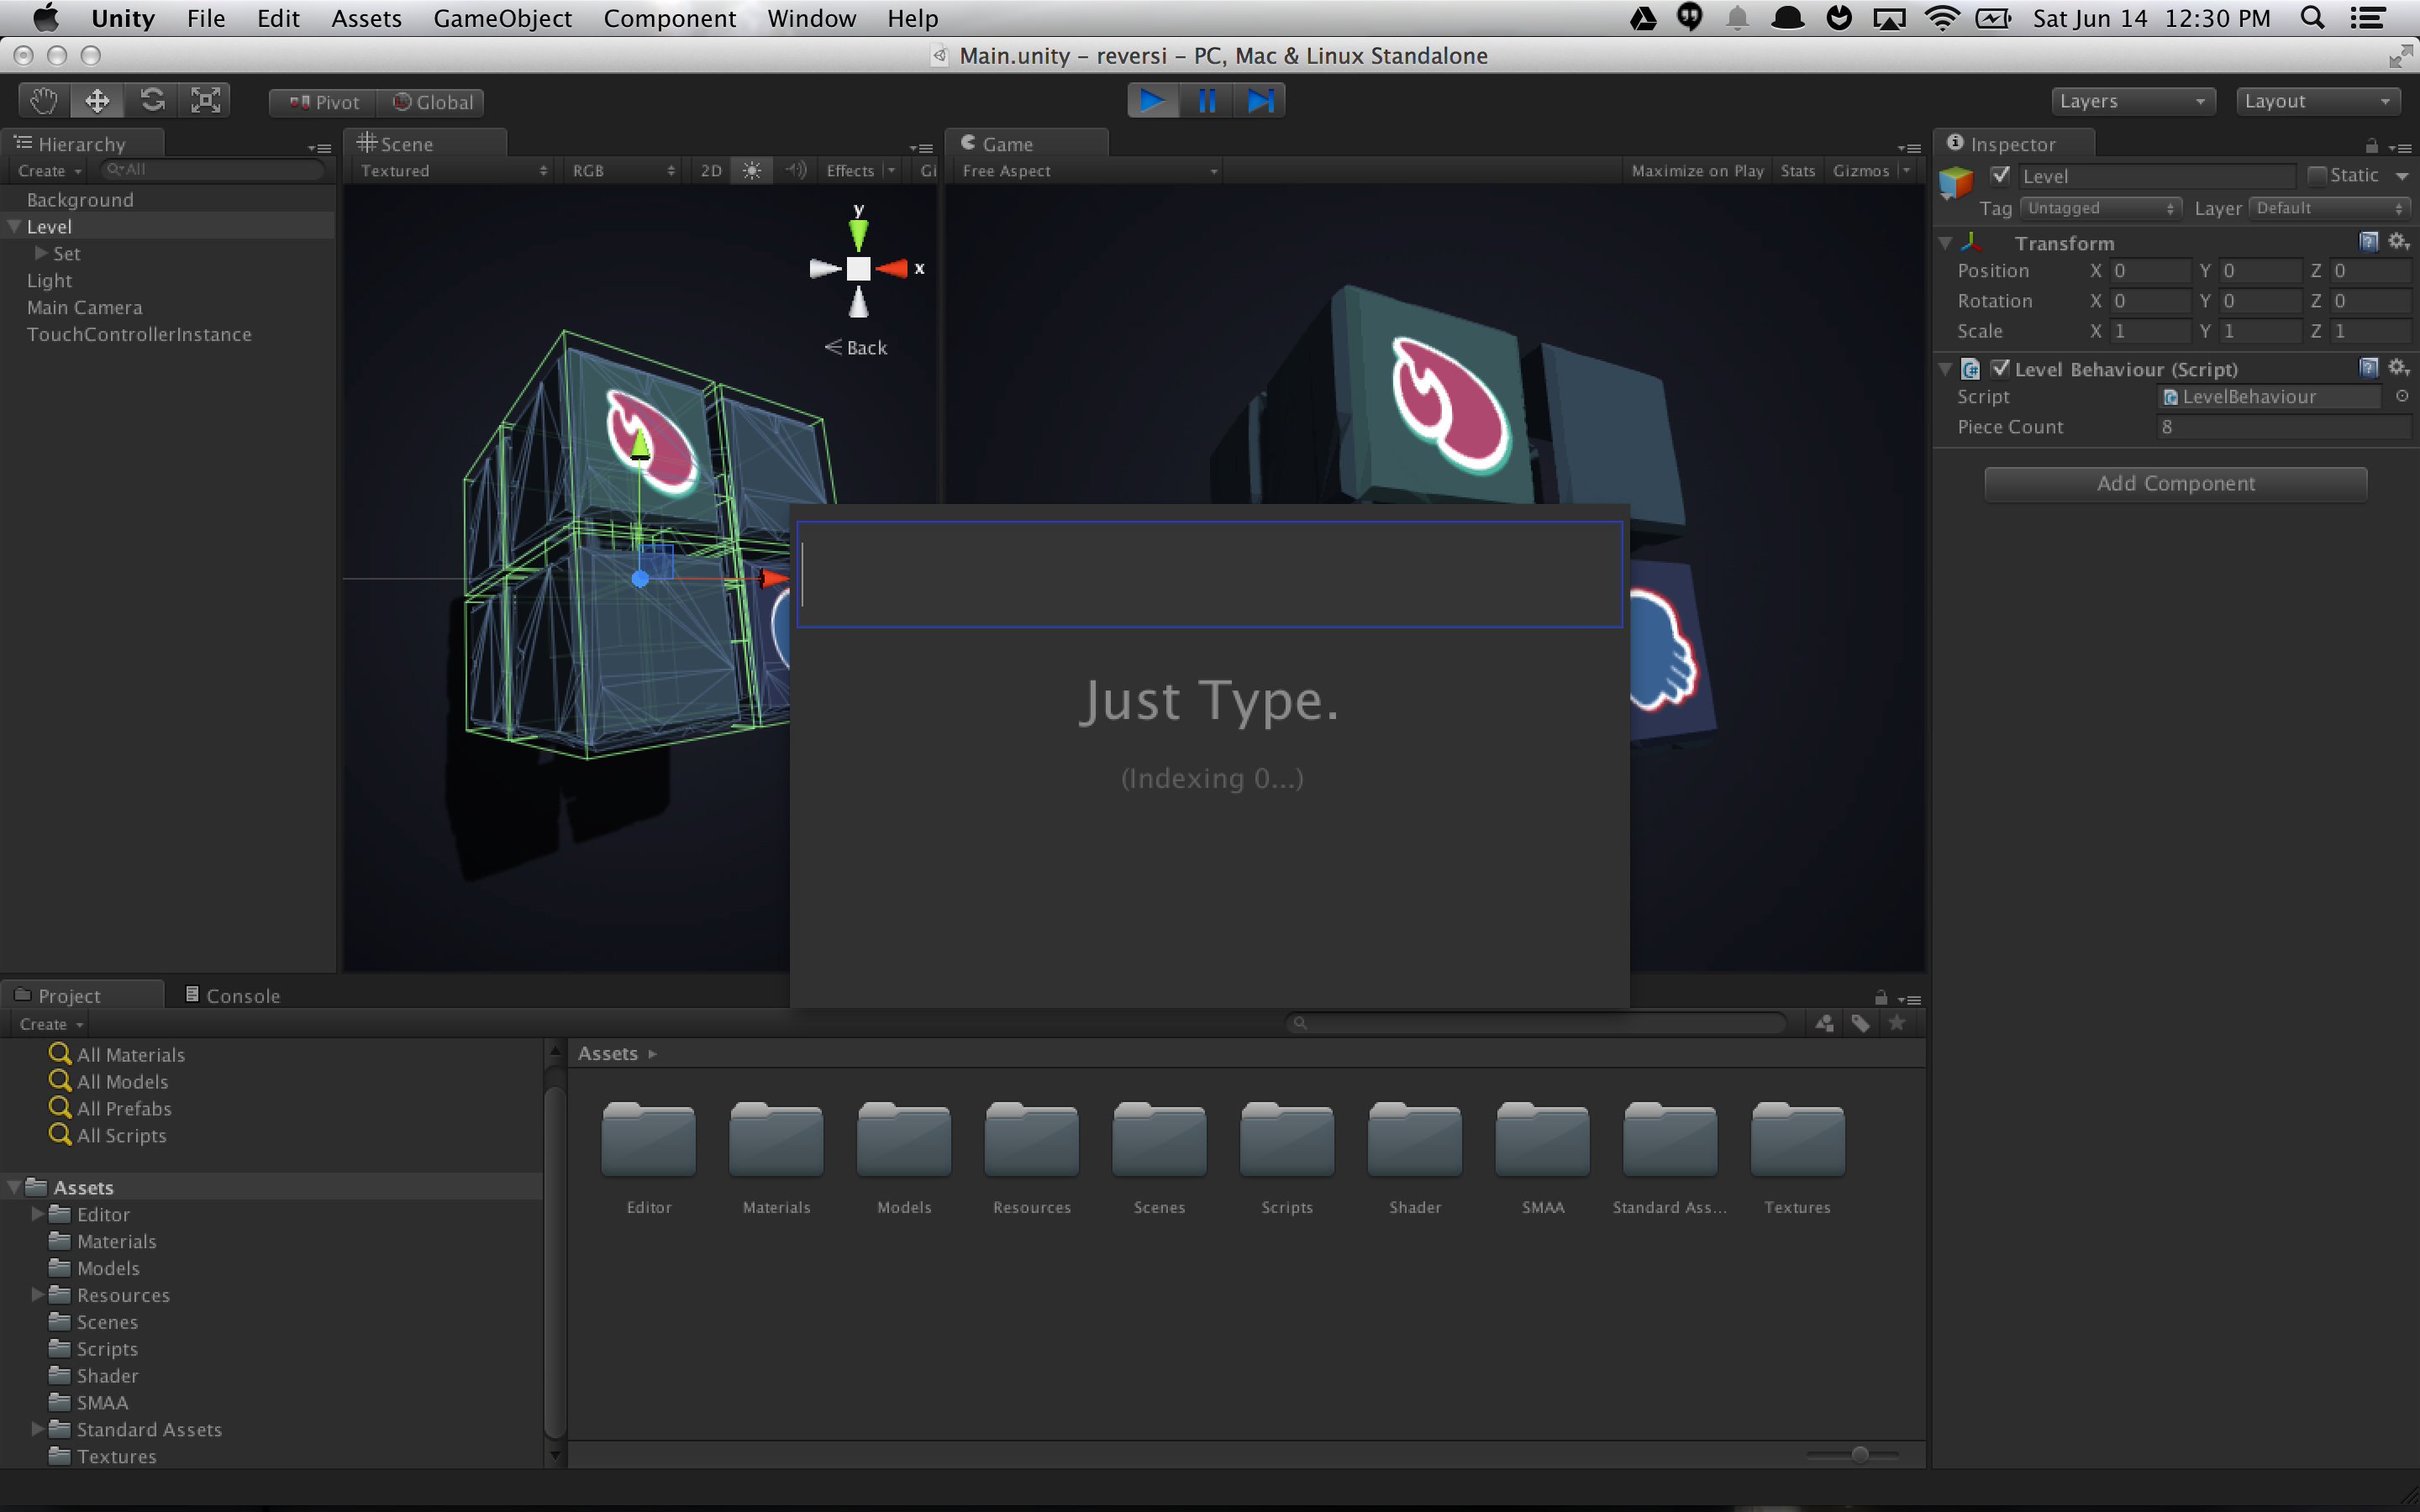 Unity File Edit Assets GameObject Component Window Help Sat Jun 14 12:30 PM
Main.unity – reversi – PC, Mac & Linux Standalone
Pivot Global Layers Layout
Hierarchy
Create All
Background
Level
Set
Light
Main Camera
TouchControllerInstance
Scene
Textured RGB 2D Effects Gi
y
x
Back
Game
Free Aspect Maximize on Play Stats Gizmos
Just Type.
(Indexing 0...)
Inspector
Level Static
Tag Untagged Layer Default
Transform
Position X 0 Y 0 Z 0
Rotation X 0 Y 0 Z 0
Scale X 1 Y 1 Z 1
Level Behaviour (Script)
Script LevelBehaviour
Piece Count 8
Add Component
Project Console
Create
All Materials
All Models
All Prefabs
All Scripts
Assets
Editor
Materials
Models
Resources
Scenes
Scripts
Shader
SMAA
Standard Assets
Textures
Assets
Editor Materials Models Resources Scenes Scripts Shader SMAA Standard Ass... Textures